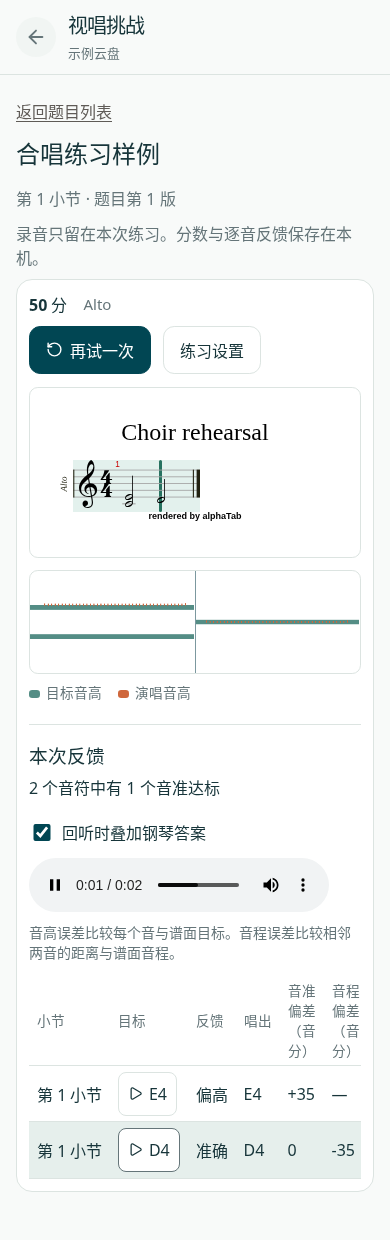 视唱挑战
示例云盘
返回题目列表
合唱练习样例
第 1 小节 · 题目第 1 版
录音只留在本次练习。分数与逐音反馈保存在本
机。
50 分 Alto
再试一次 练习设置
Choir rehearsal
1
Alto
4
4
rendered by alphaTab
目标音高 演唱音高
本次反馈
2 个音符中有 1 个音准达标
回听时叠加钢琴答案
0:01 / 0:02
音高误差比较每个音与谱面目标。音程误差比较相邻
两音的距离与谱面音程。
小节 目标 反馈 唱出 音准偏差（音分） 音程偏差（音分）
第 1 小节 E4 偏高 E4 +35 —
第 1 小节 D4 准确 D4 0 -35